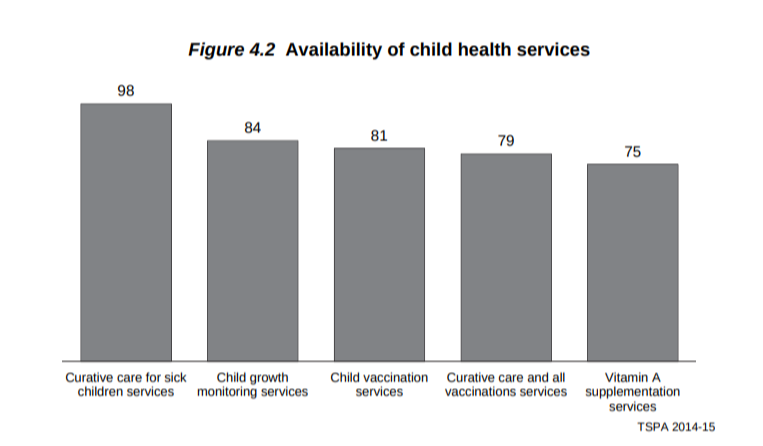 Figure 4.2 Availability of child health services
98
84
81
79
75
Curative care for sick
children services
Child growth
monitoring services
Child vaccination
services
Curative care and all
vaccinations services
Vitamin A
supplementation
services
TSPA 2014-15